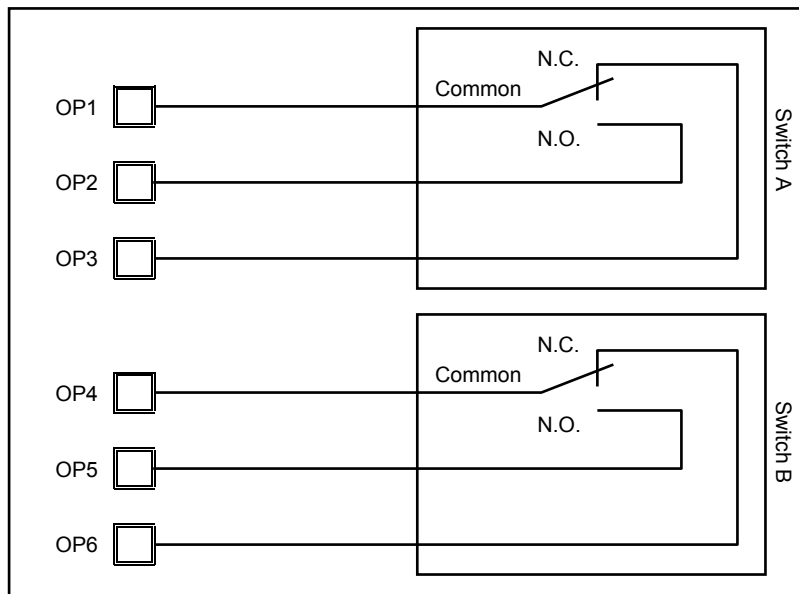 N.C.
OP1
Common
N.O.
OP2
OP3
Switch A
N.C.
OP4
Common
N.O.
OP5
OP6
Switch B